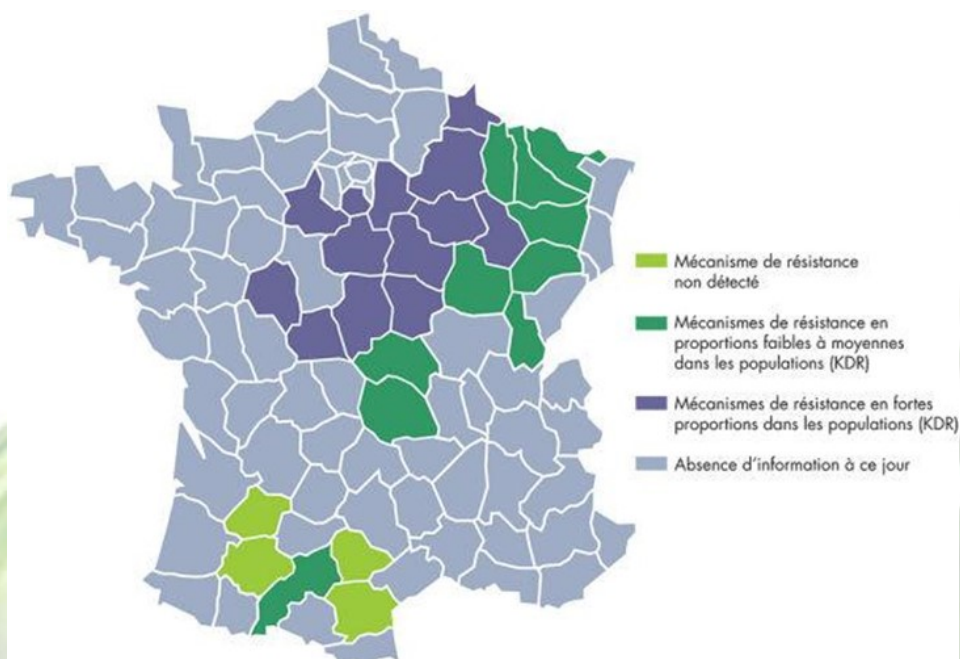 Mécanisme de résistance
non détecté
Mécanismes de résistance en
proportions faibles à moyennes
dans les populations (KDR)
Mécanismes de résistance en fortes
proportions dans les populations (KDR)
Absence d'information à ce jour